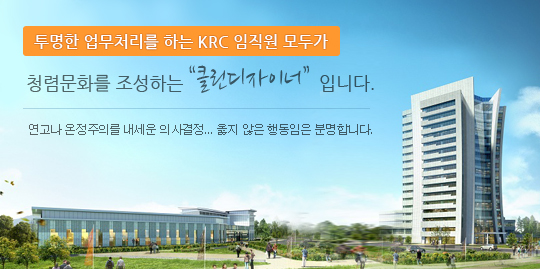 투명한 업무처리를 하는 KRC 임직원 모두가
청렴문화를 조성하는 “클린디자이너” 입니다.
연고나 온정주의를 내세운 의사결정... 옳지 않은 행동임은 분명합니다.